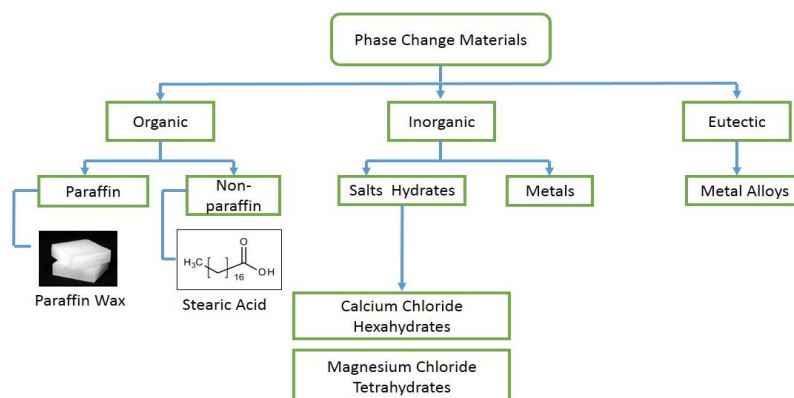 Phase Change Materials
Organic
Inorganic
Eutectic
Paraffin
Non-
paraffin
Salts Hydrates
Metals
Metal Alloys
H₃C
16
O
OH
Paraffin Wax
Stearic Acid
Calcium Chloride
Hexahydrates
Magnesium Chloride
Tetrahydrates